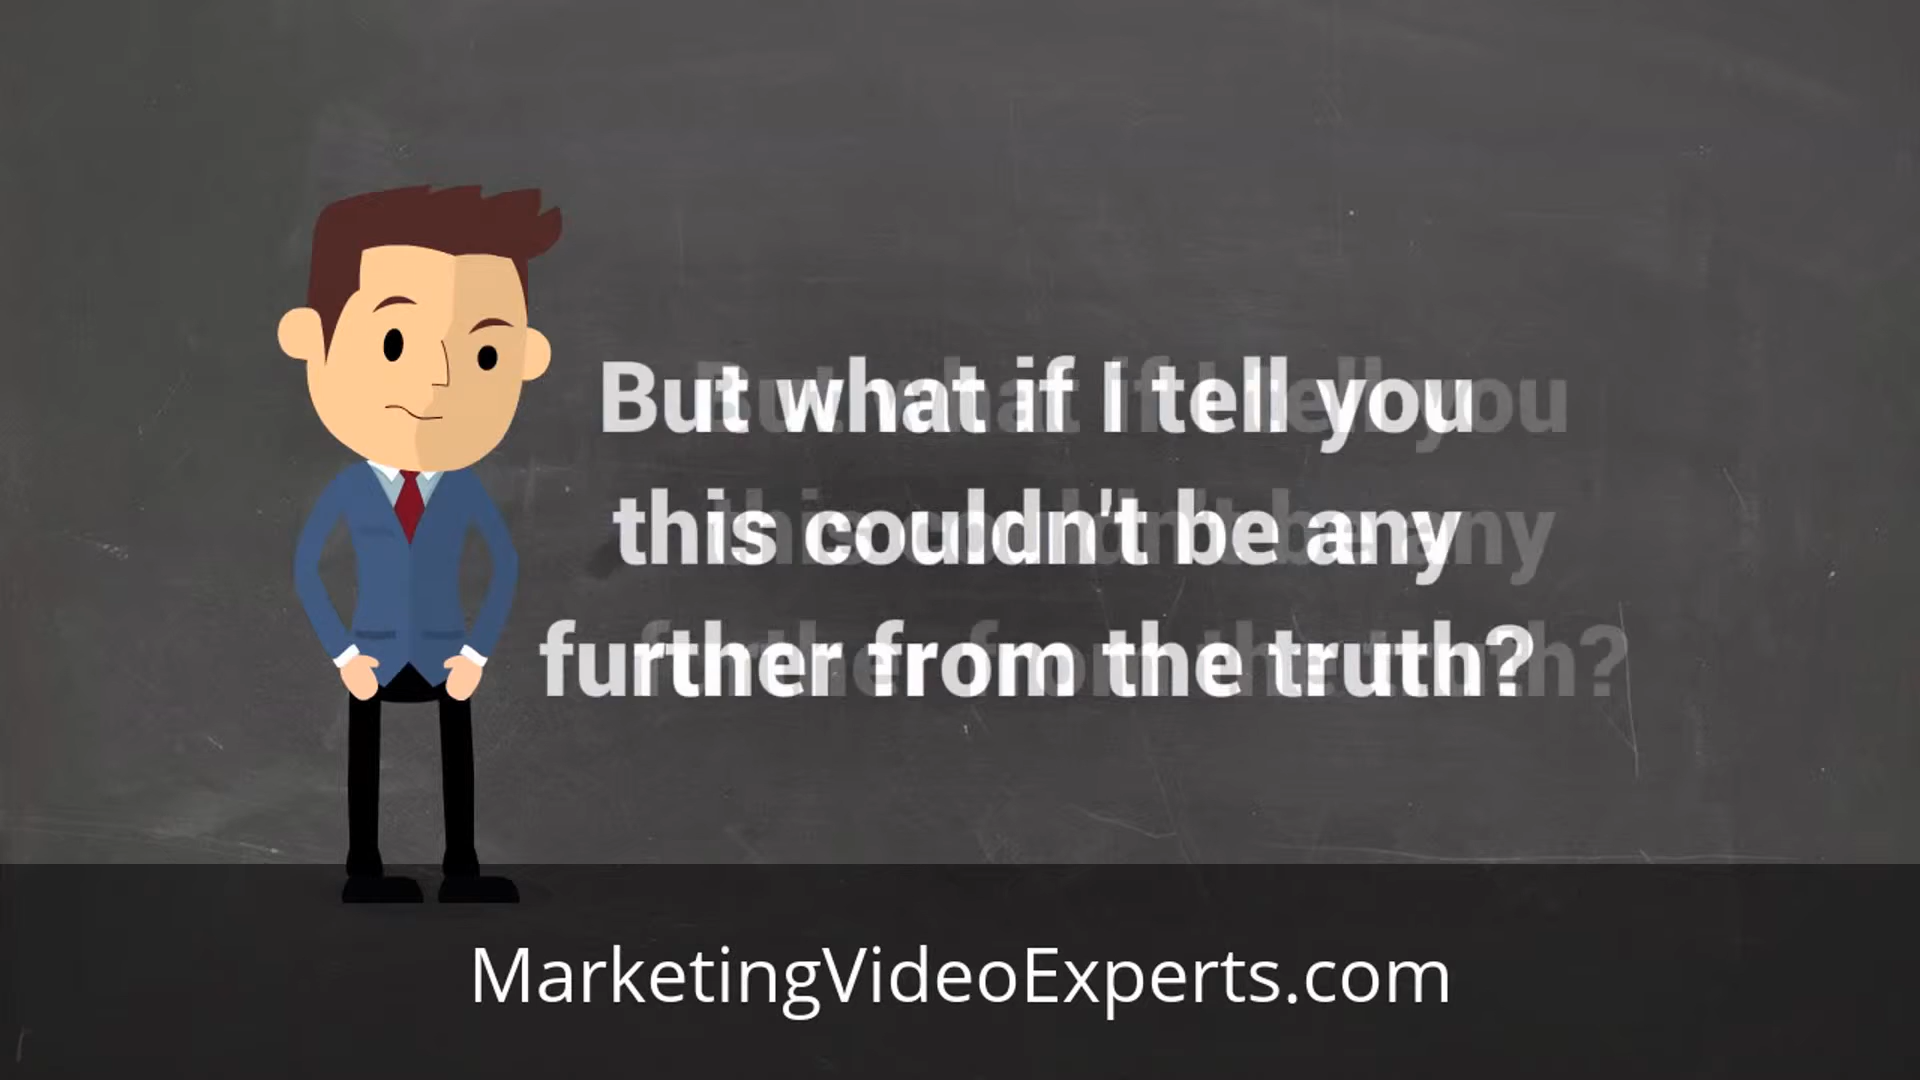 But what if I tell you
this couldn't be any
further from the truth?
MarketingVideoExperts.com